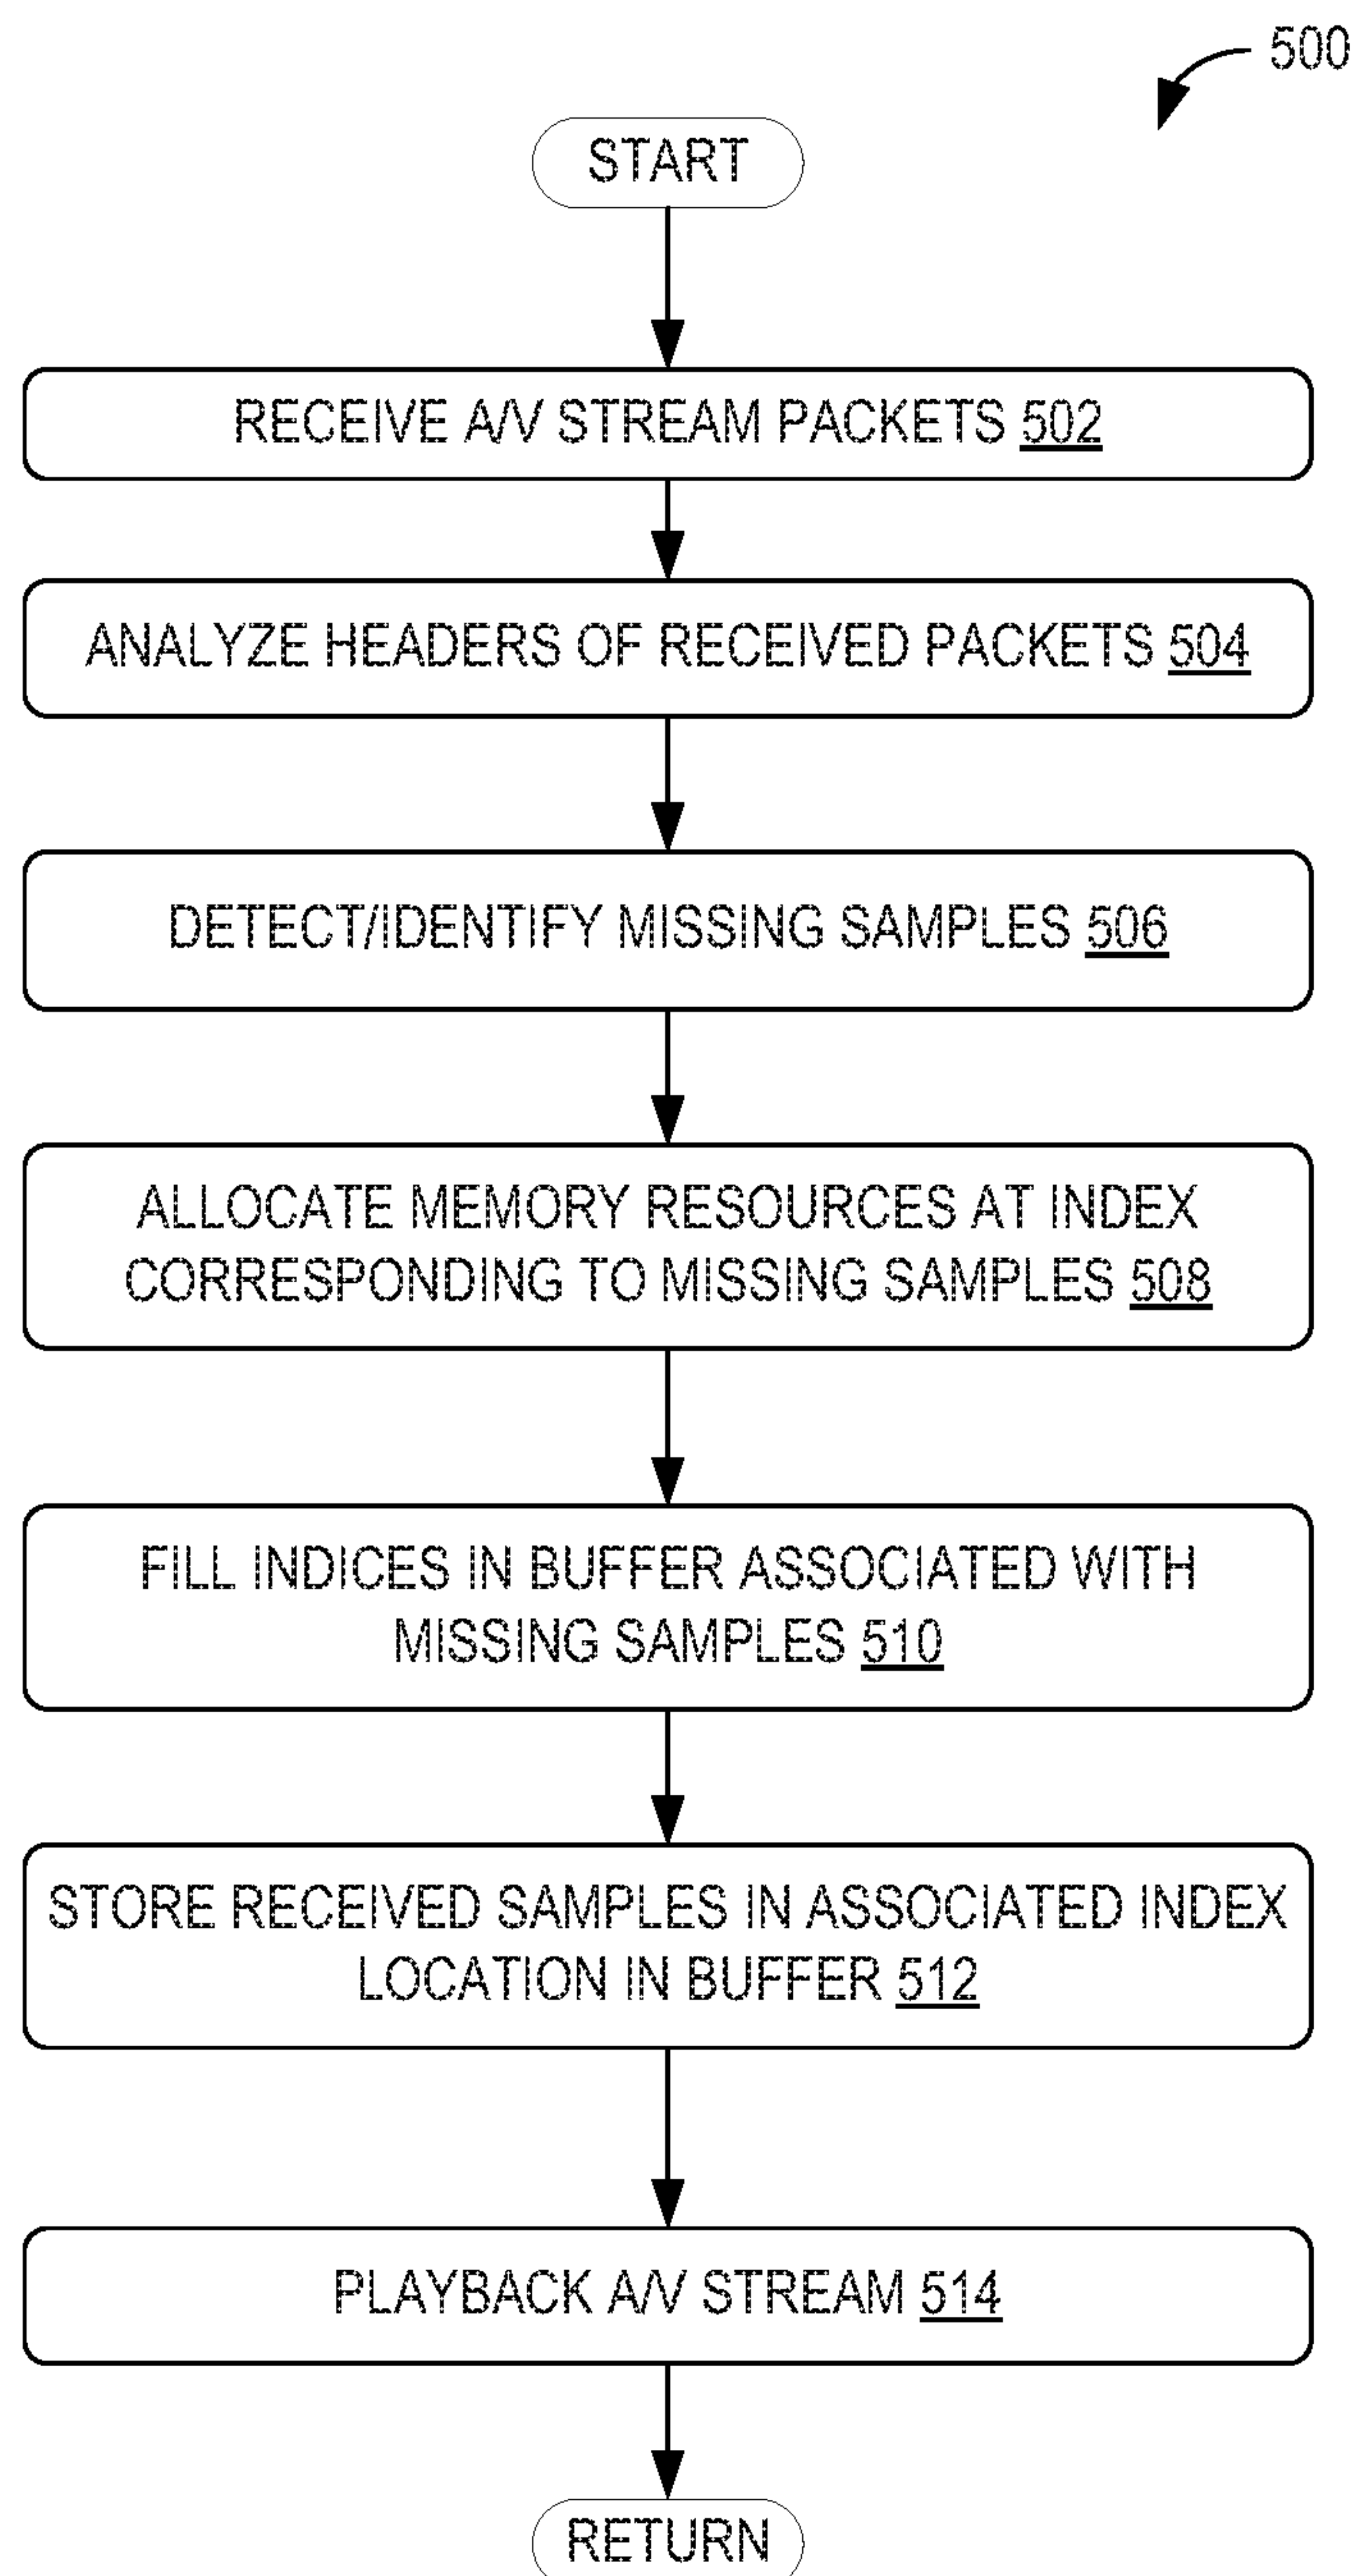 500
START
RECEIVE A/V STREAM PACKETS 502
ANALYZE HEADERS OF RECEIVED PACKETS 504
DETECT/IDENTIFY MISSING SAMPLES 506
ALLOCATE MEMORY RESOURCES AT INDEX
CORRESPONDING TO MISSING SAMPLES 508
FILL INDICES IN BUFFER ASSOCIATED WITH
MISSING SAMPLES 510
STORE RECEIVED SAMPLES IN ASSOCIATED INDEX
LOCATION IN BUFFER 512
PLAYBACK A/V STREAM 514
RETURN